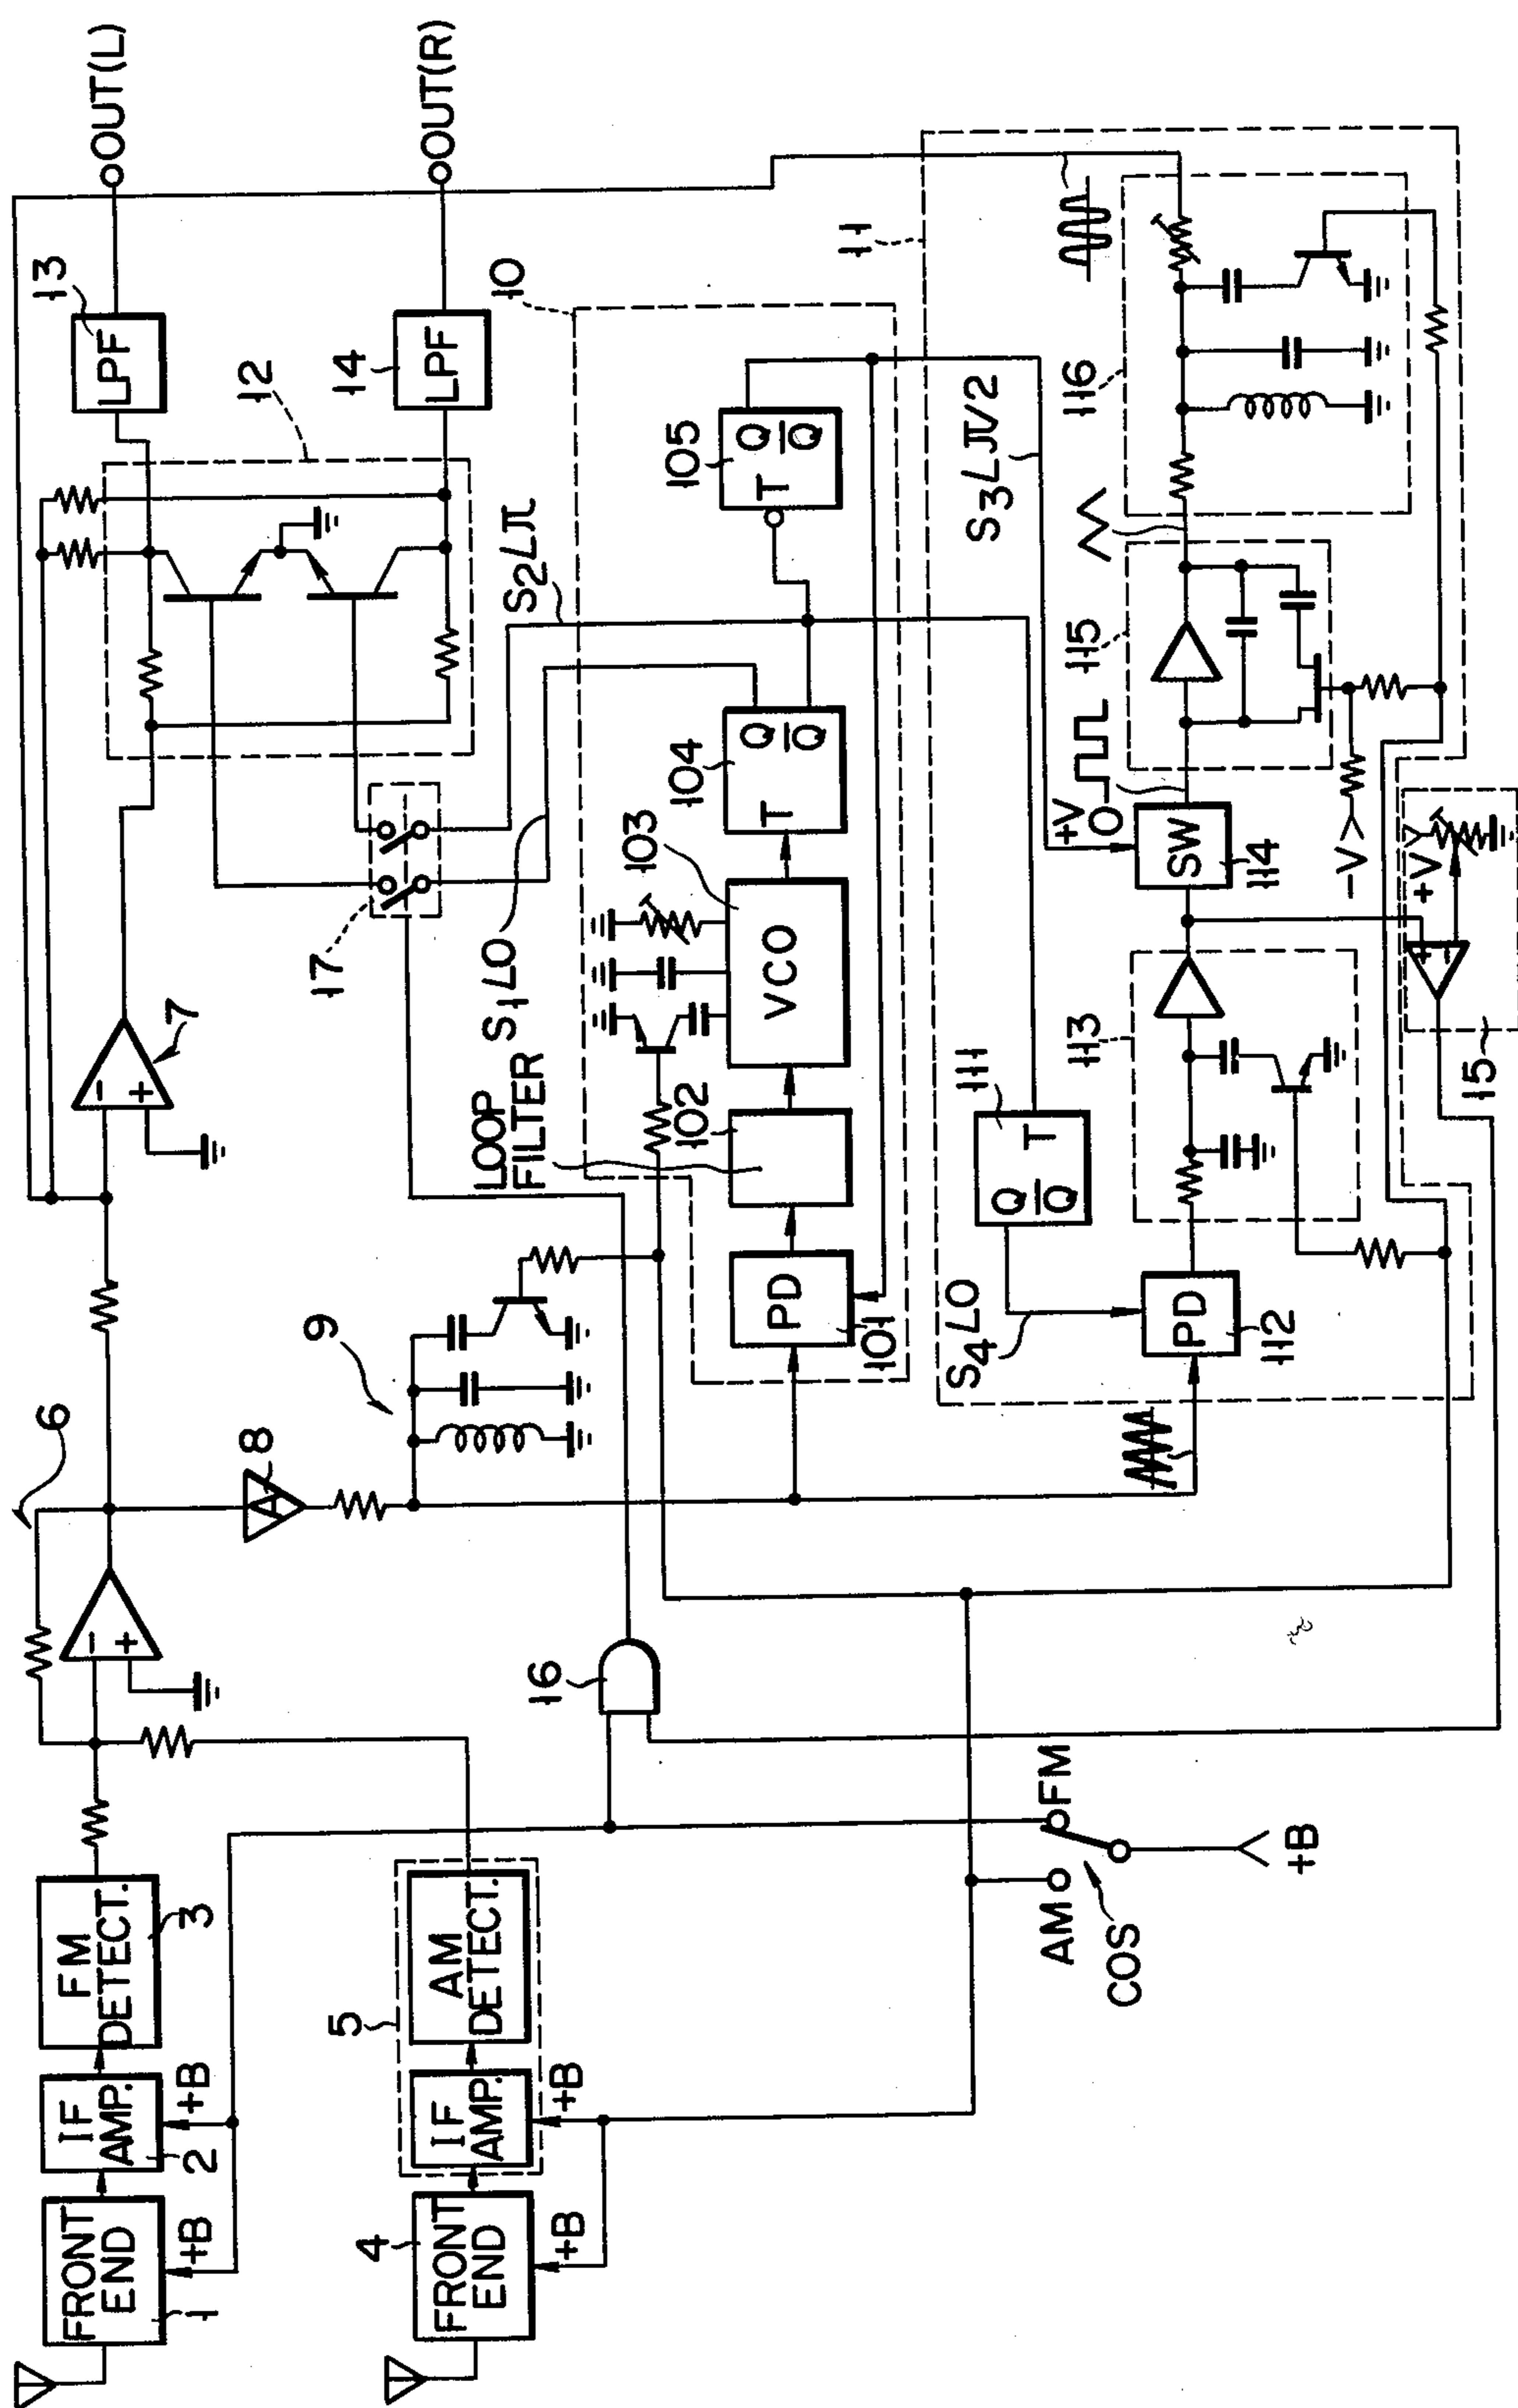 FRONT
END
1
+B
IF
AMP.
2
+B
FM
DETECT.
3
6
7
LPF
13
OUT(L)
12
LPF
14
OUT(R)
FRONT
END
4
+B
IF
AMP.
+B
AM
DETECT.
5
A
8
9
16
17
10
PD
101
LOOP
FILTER
102
VCO
103
T
Q
Q
104
T
Q
Q
105
S1∠0
S2∠π
S3∠π/2
S4∠0
AM
FM
COS
+B
11
Q
Q
T
111
PD
112
113
SW
114
+V
0
115
116
-V
+V
15
+
-